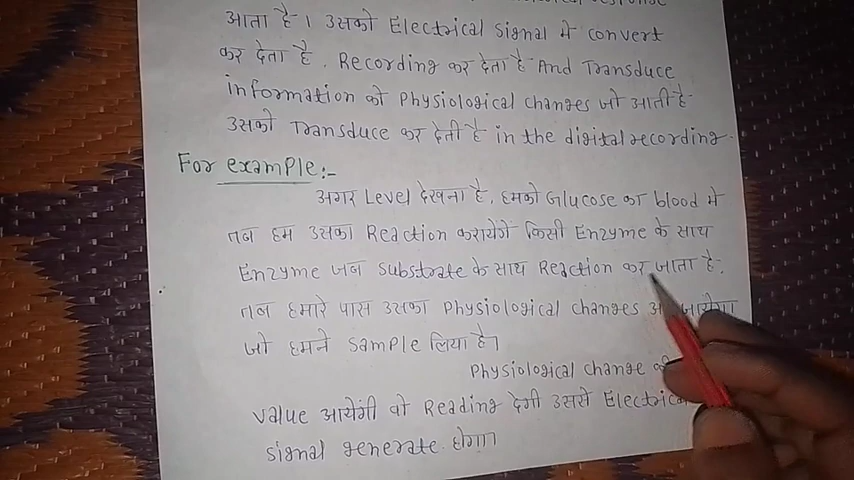 आता है। उसको Electrical signal में convert
कर देता है. Recording कर देता है And Transduce
information को Physiological changes जो आती है
उसको Transduce कर देती है in the digital recording.
For example:-
अगर Level देखना है, हमको Glucose का blood में
तब हम उसका Reaction करायेगें किसी Enzyme के साथ
Enzyme जब substrate के साथ Reaction कर जाता है.
तब हमारे पास उसका Physiological changes आ जायेगा
जो हमने sample लिया है।
Physiological change
value आयेंगी वो Reading देगी उससे Electrical
signal generate होगा।